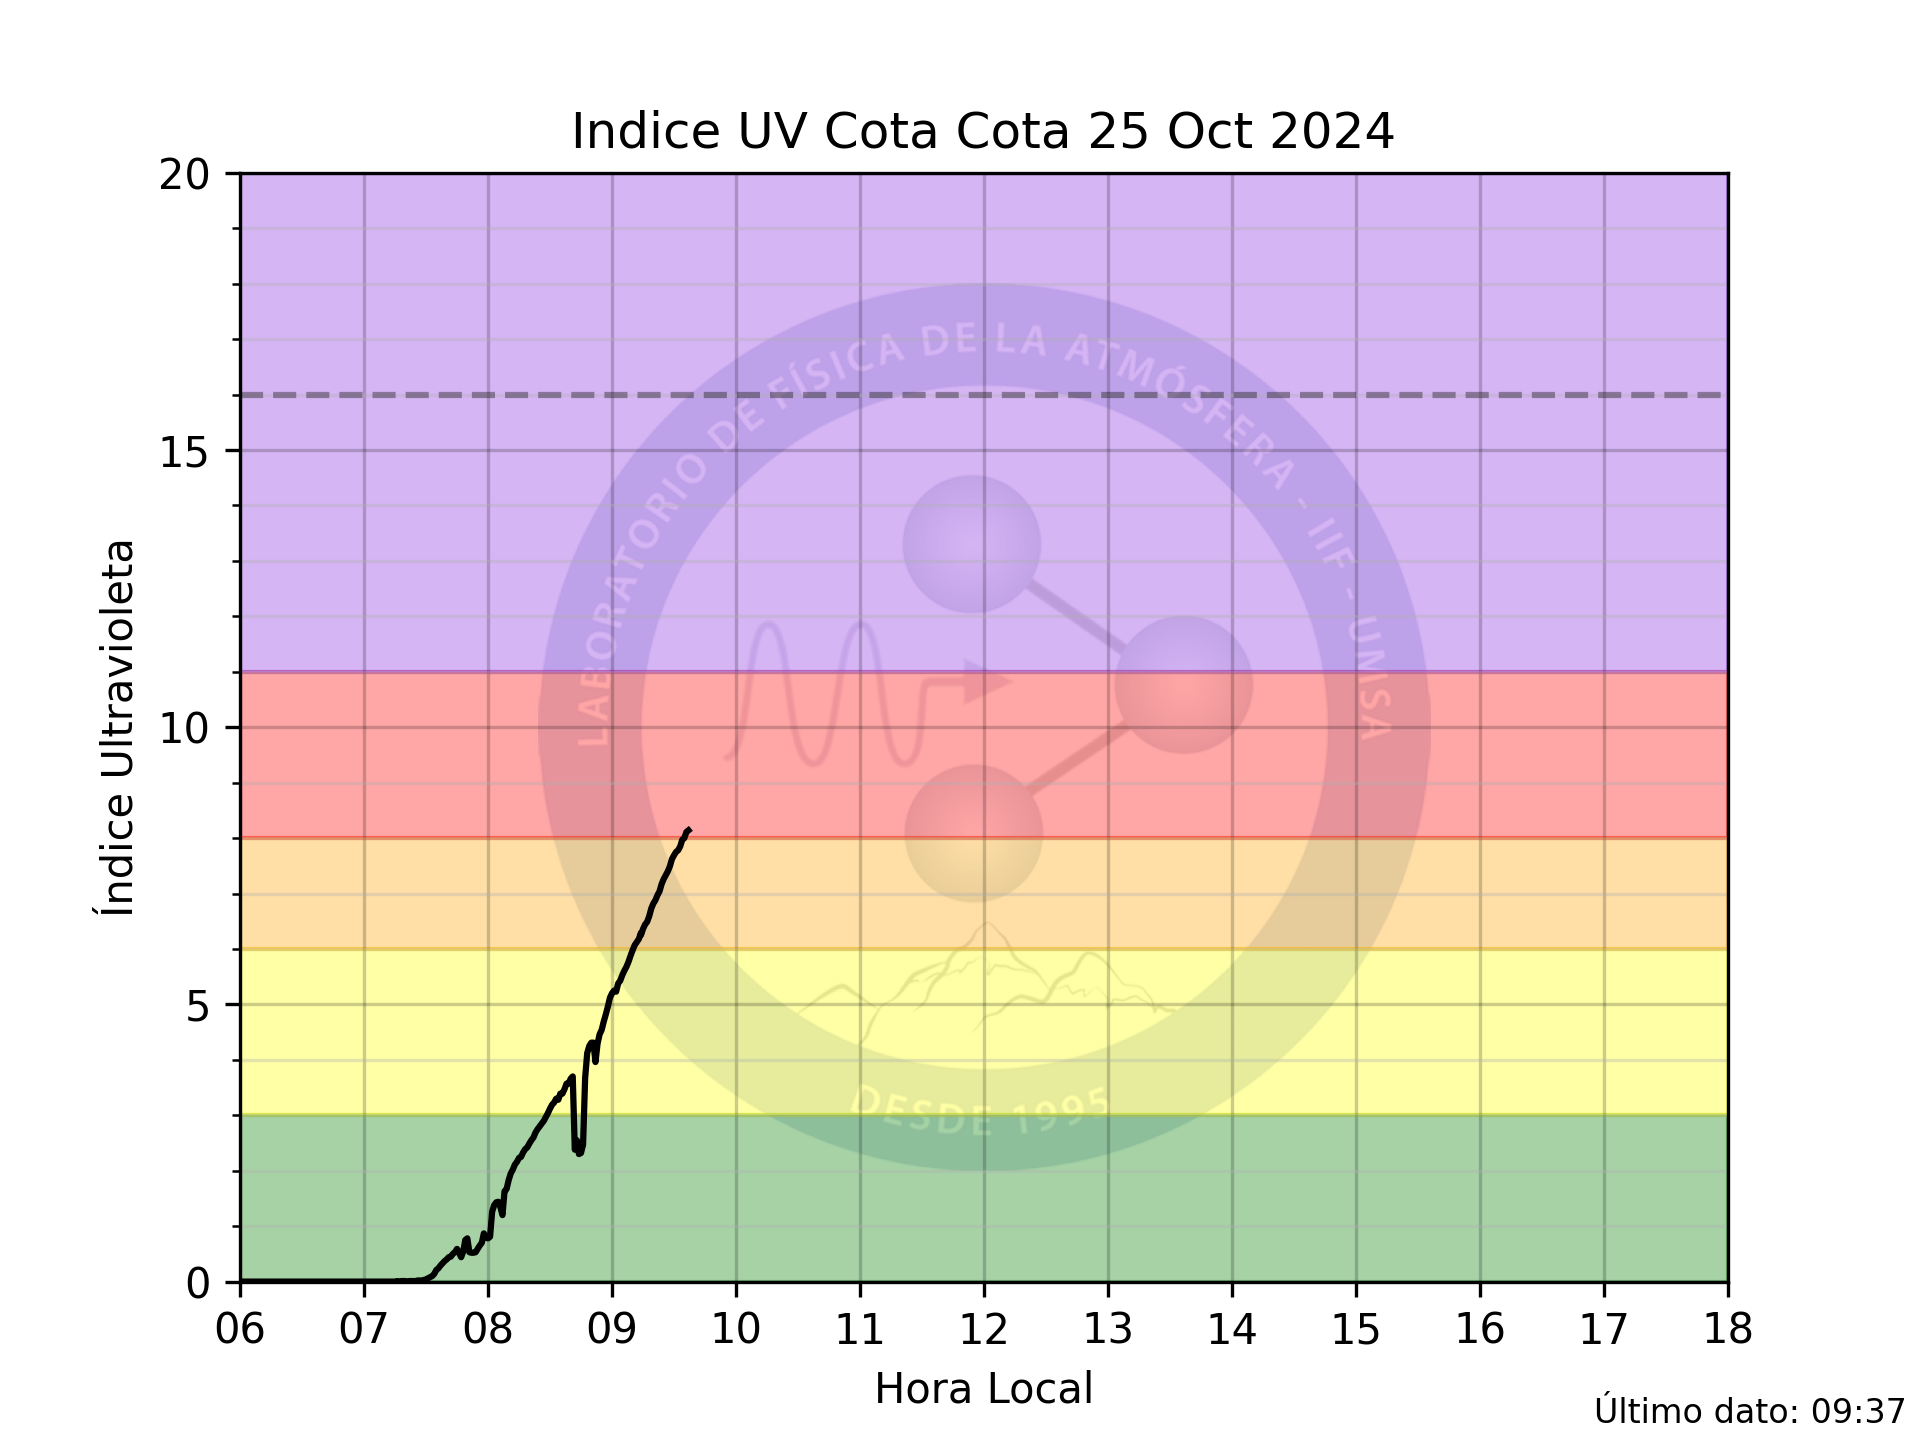 Indice UV Cota Cota 25 Oct 2024
20
15
10
5
0
Índice Ultravioleta
LABORATORIO DE FÍSICA DE LA ATMÓSFERA - IIF - UMSA
DESDE 1995
06 07 08 09 10 11 12 13 14 15 16 17 18
Hora Local
Último dato: 09:37